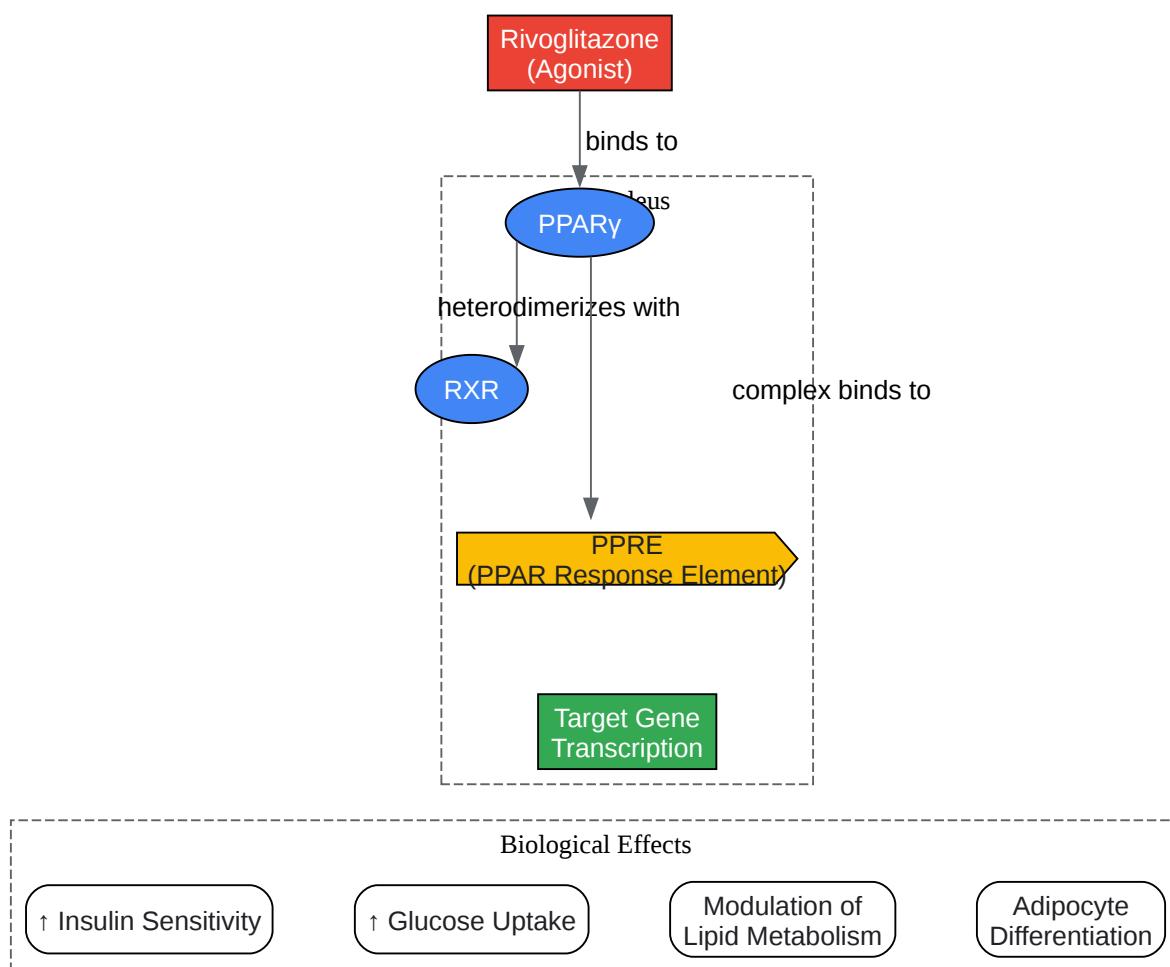 Rivoglitazone
(Agonist)
binds to
leus
PPARγ
heterodimerizes with
RXR
complex binds to
PPRE
(PPAR Response Element)
Target Gene
Transcription
Biological Effects
↑ Insulin Sensitivity
↑ Glucose Uptake
Modulation of
Lipid Metabolism
Adipocyte
Differentiation